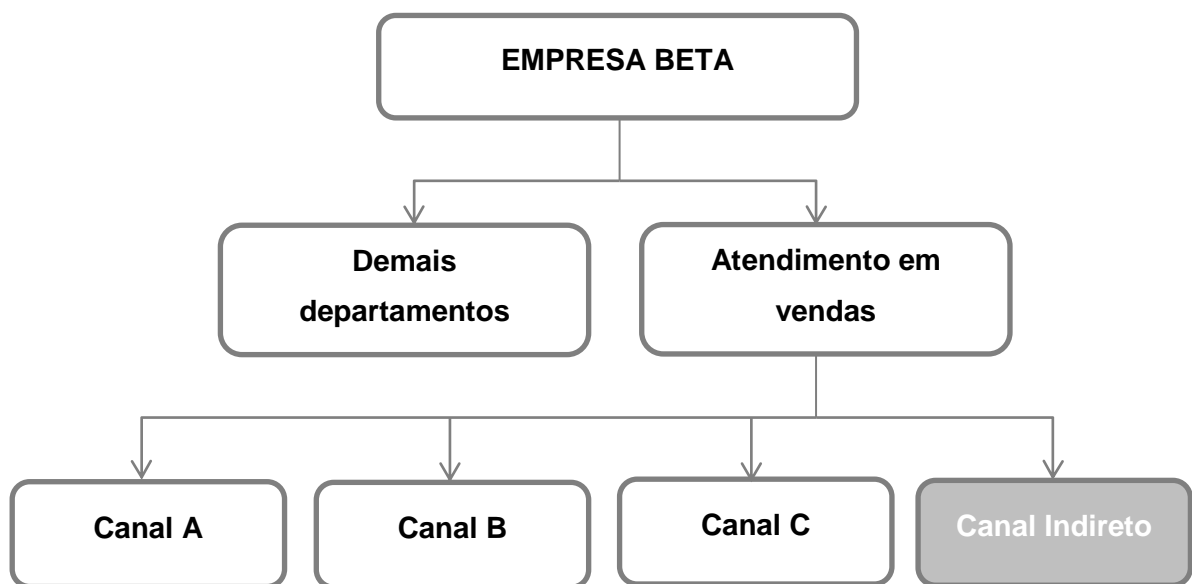 EMPRESA BETA
Demais
departamentos
Atendimento em
vendas
Canal A
Canal B
Canal C
Canal Indireto